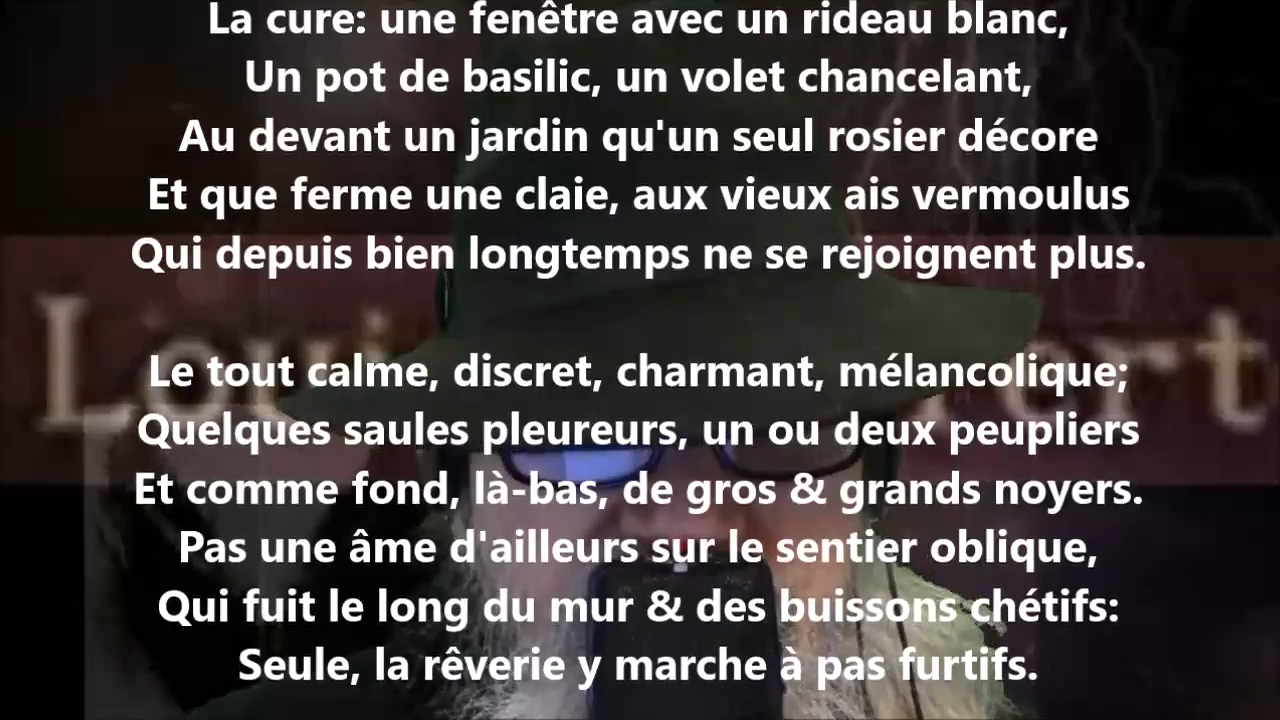 La cure: une fenêtre avec un rideau blanc,
Un pot de basilic, un volet chancelant,
Au devant un jardin qu'un seul rosier décore
Et que ferme une claie, aux vieux ais vermoulus
Qui depuis bien longtemps ne se rejoignent plus.
Le tout calme, discret, charmant, mélancolique;
Quelques saules pleureurs, un ou deux peupliers
Et comme fond, là-bas, de gros & grands noyers.
Pas une âme d'ailleurs sur le sentier oblique,
Qui fuit le long du mur & des buissons chétifs:
Seule, la rêverie y marche à pas furtifs.